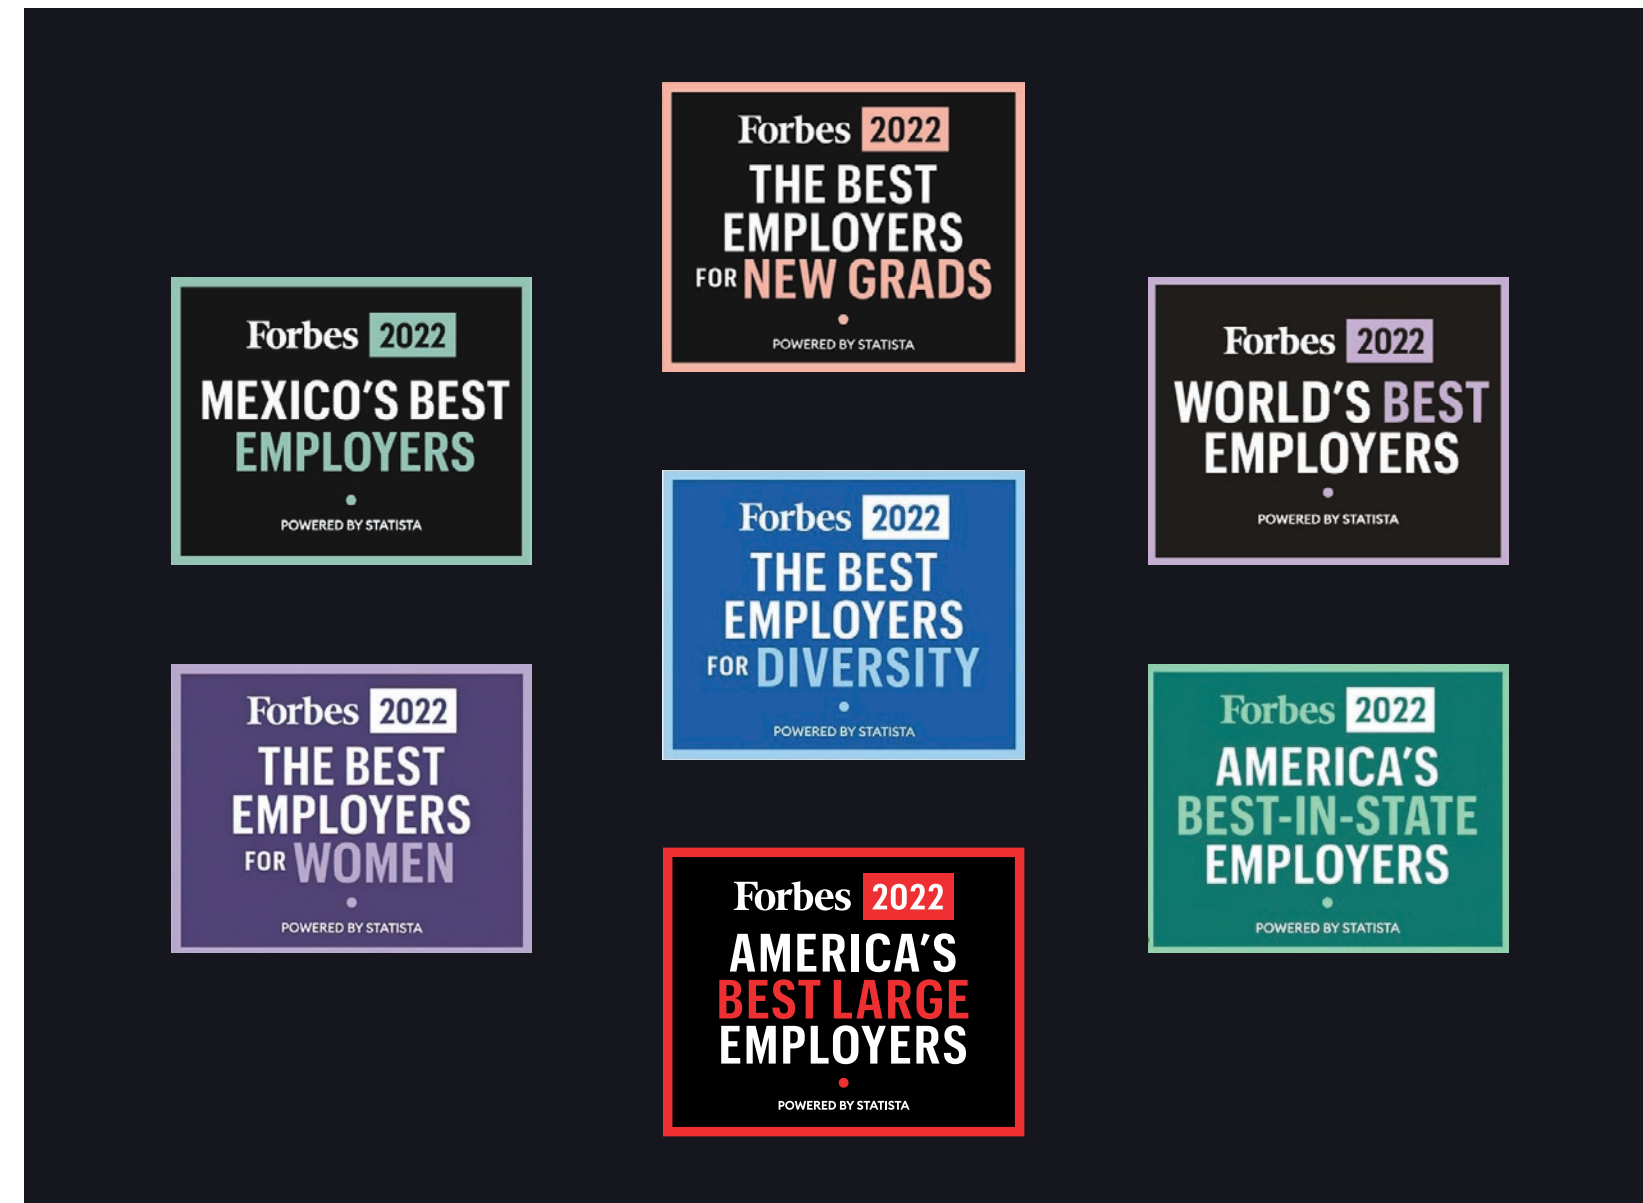 Forbes 2022
THE BEST
EMPLOYERS
FOR NEW GRADS
POWERED BY STATISTA
Forbes 2022
MEXICO'S BEST
EMPLOYERS
POWERED BY STATISTA
Forbes 2022
WORLD'S BEST
EMPLOYERS
POWERED BY STATISTA
Forbes 2022
THE BEST
EMPLOYERS
FOR DIVERSITY
POWERED BY STATISTA
Forbes 2022
THE BEST
EMPLOYERS
FOR WOMEN
POWERED BY STATISTA
Forbes 2022
AMERICA'S
BEST-IN-STATE
EMPLOYERS
POWERED BY STATISTA
Forbes 2022
AMERICA'S
BEST LARGE
EMPLOYERS
POWERED BY STATISTA